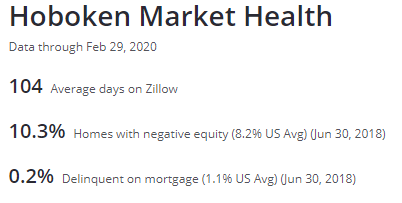 Hoboken Market Health
Data through Feb 29, 2020
104 Average days on Zillow
10.3% Homes with negative equity (8.2% US Avg) (Jun 30, 2018)
0.2% Delinquent on mortgage (1.1% US Avg) (Jun 30, 2018)